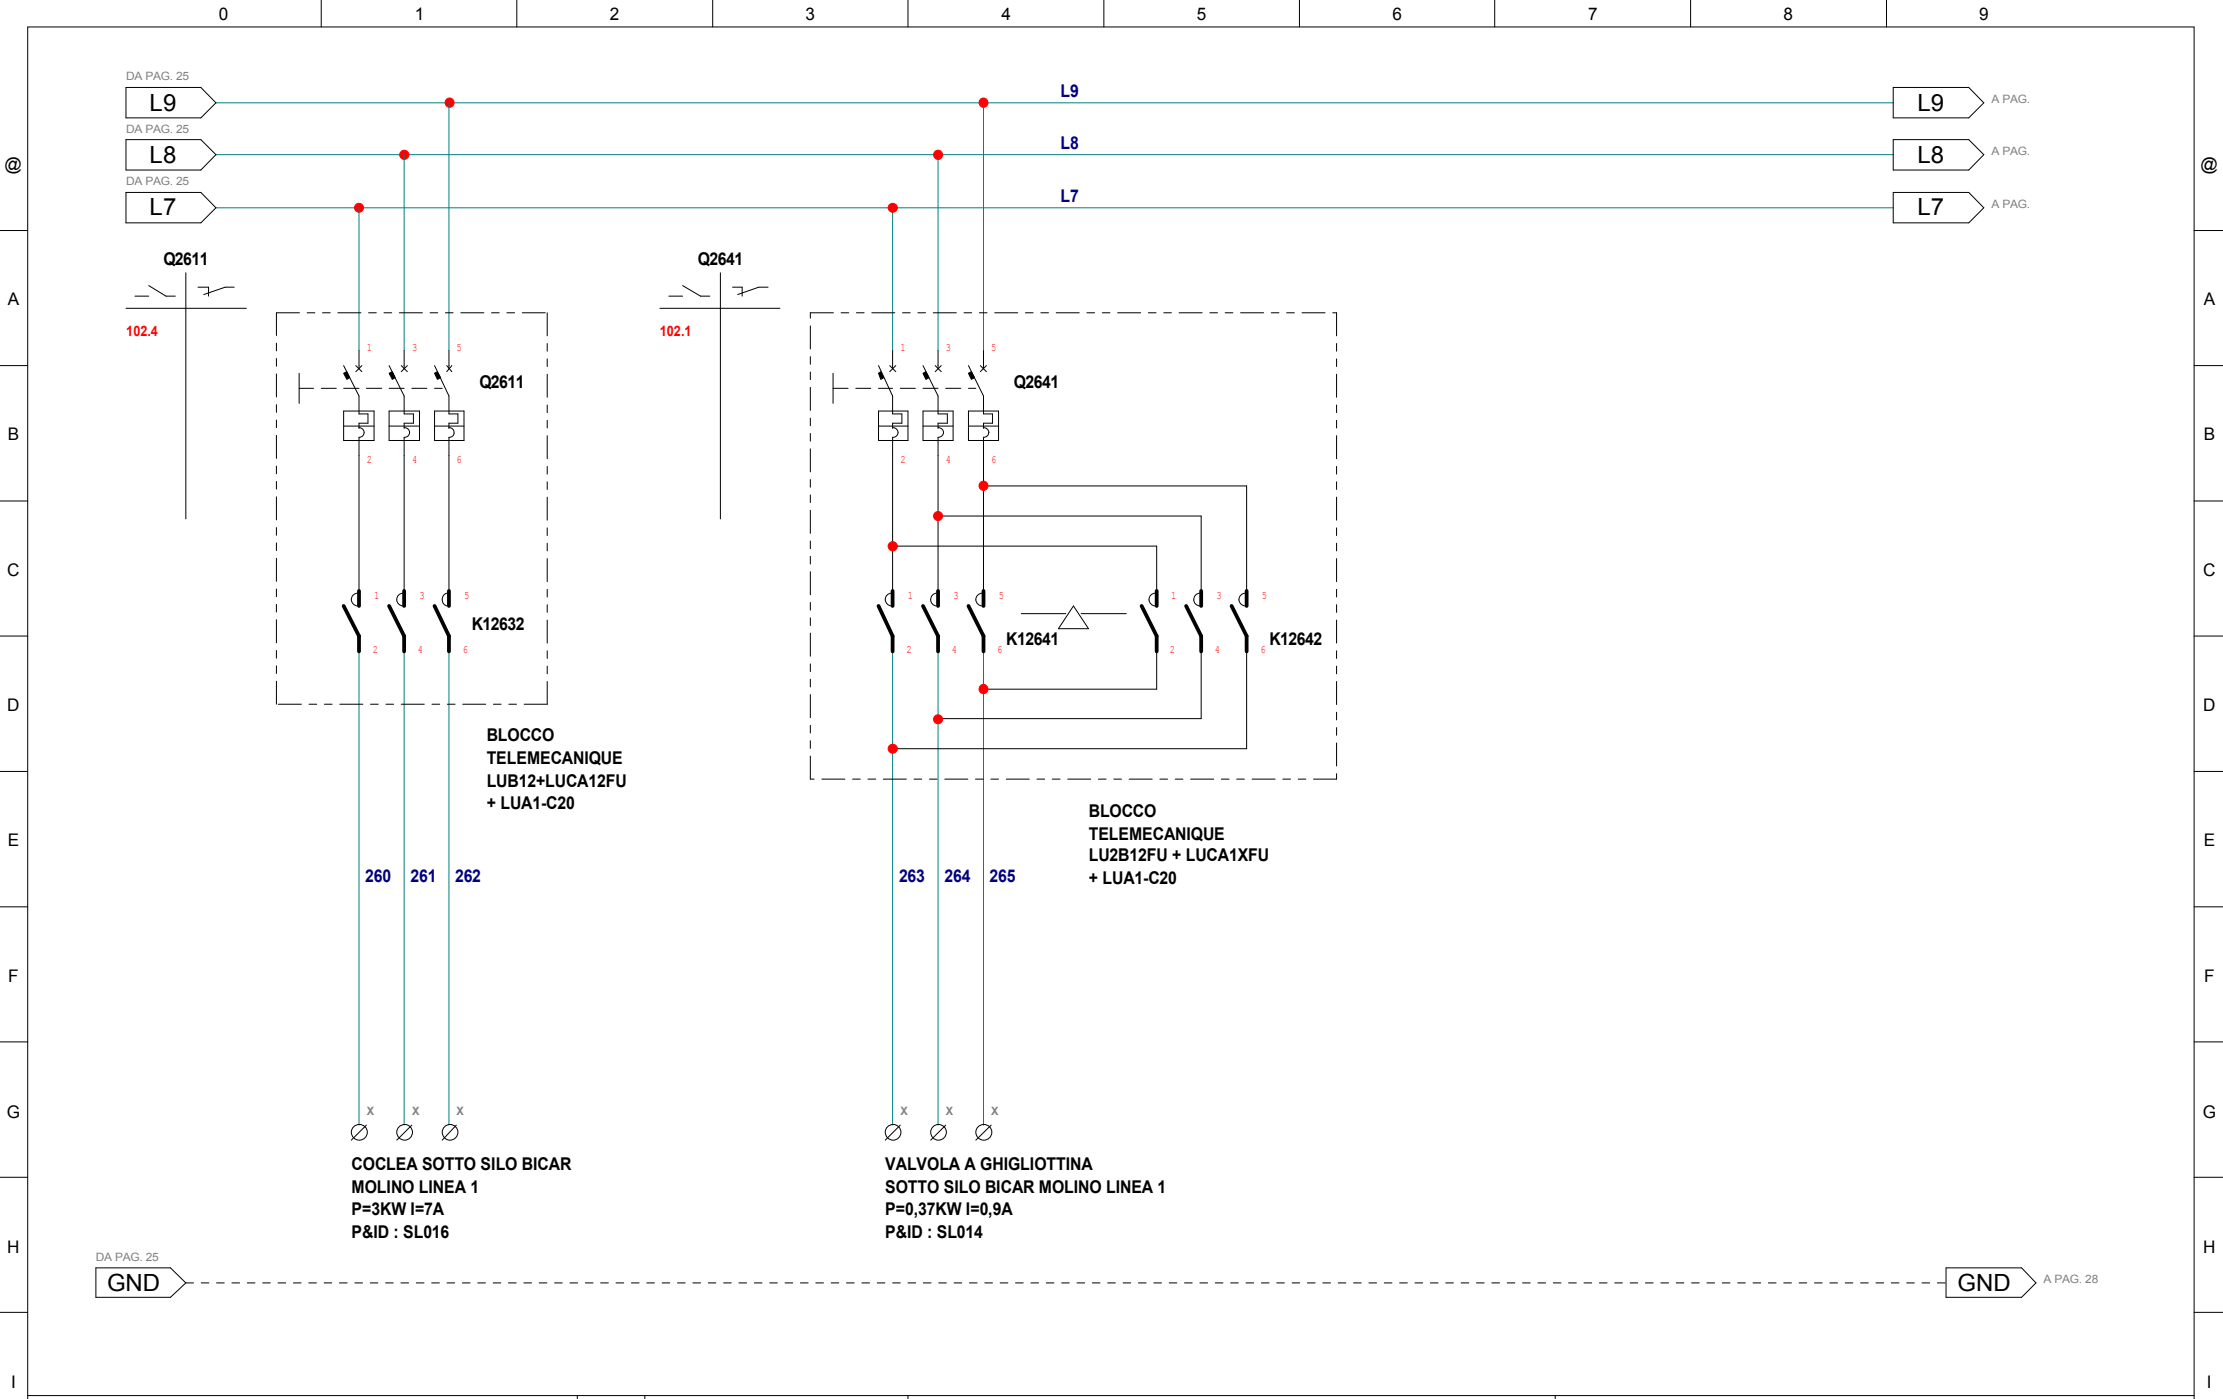 0 1 2 3 4 5 6 7 8 9
DA PAG. 25
L9 L9 L9 A PAG.
DA PAG. 25
L8 L8 L8 A PAG.
@ @
DA PAG. 25
L7 L7 L7 A PAG.
Q2611 Q2641
A A
102.4 102.1
1 3 5 1 3 5
Q2611 Q2641
B B
2 4 6 2 4 6
C C
1 3 5 1 3 5 1 3 5
K12632 K12641 K12642
2 4 6 2 4 6 2 4 6
D D
BLOCCO
TELEMECANIQUE
LUB12+LUCA12FU
+ LUA1-C20
BLOCCO
TELEMECANIQUE
LU2B12FU + LUCA1XFU
+ LUA1-C20
E E
260 261 262 263 264 265
F F
G G
x x x x x x
COCLEA SOTTO SILO BICAR
MOLINO LINEA 1
P=3KW I=7A
P&ID : SL016
VALVOLA A GHIGLIOTTINA
SOTTO SILO BICAR MOLINO LINEA 1
P=0,37KW I=0,9A
P&ID : SL014
H H
DA PAG. 25
GND GND A PAG. 28
I I